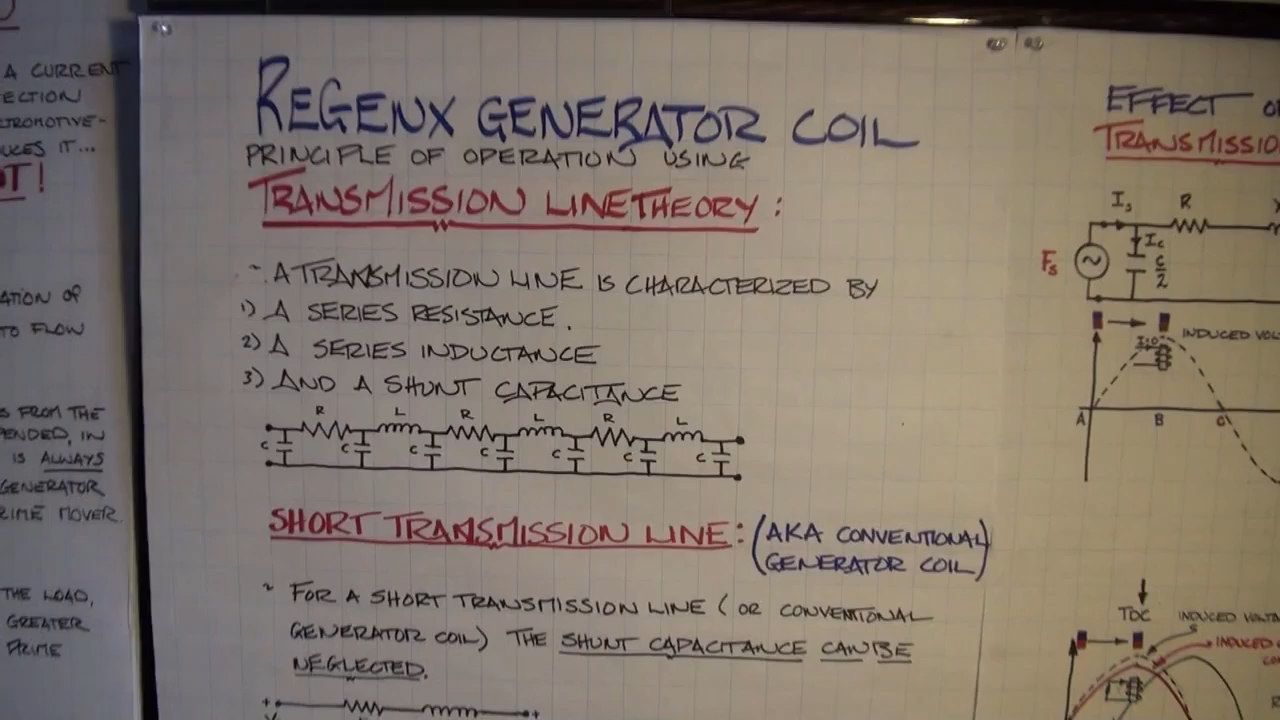 A CURRENT
ECTION
CTROMOTIVE-
UCES IT...
OT!
ATION OF
TO FLOW
S FROM THE
PENDED, IN
IS ALWAYS
GENERATOR
RIME MOVER.
THE LOAD,
GREATER
PRIME
REGENX GENERATOR COIL
PRINCIPLE OF OPERATION USING
TRANSMISSION LINE THEORY:
~ A TRANSMISSION LINE IS CHARACTERIZED BY
1) A SERIES RESISTANCE.
2) A SERIES INDUCTANCE
3) AND A SHUNT CAPACITANCE
R L R L R L
C C C C C C C
SHORT TRANSMISSION LINE: (AKA CONVENTIONAL
GENERATOR COIL)
~ FOR A SHORT TRANSMISSION LINE (OR CONVENTIONAL
GENERATOR COIL) THE SHUNT CAPACITANCE CAN BE
NEGLECTED.
+ +
EFFECT O
TRANSMISSIO
Is R X
Ic
Fs C/2
INDUCED VOL
I=0
A B C
TDC INDUCED VOLTA
INDUCED